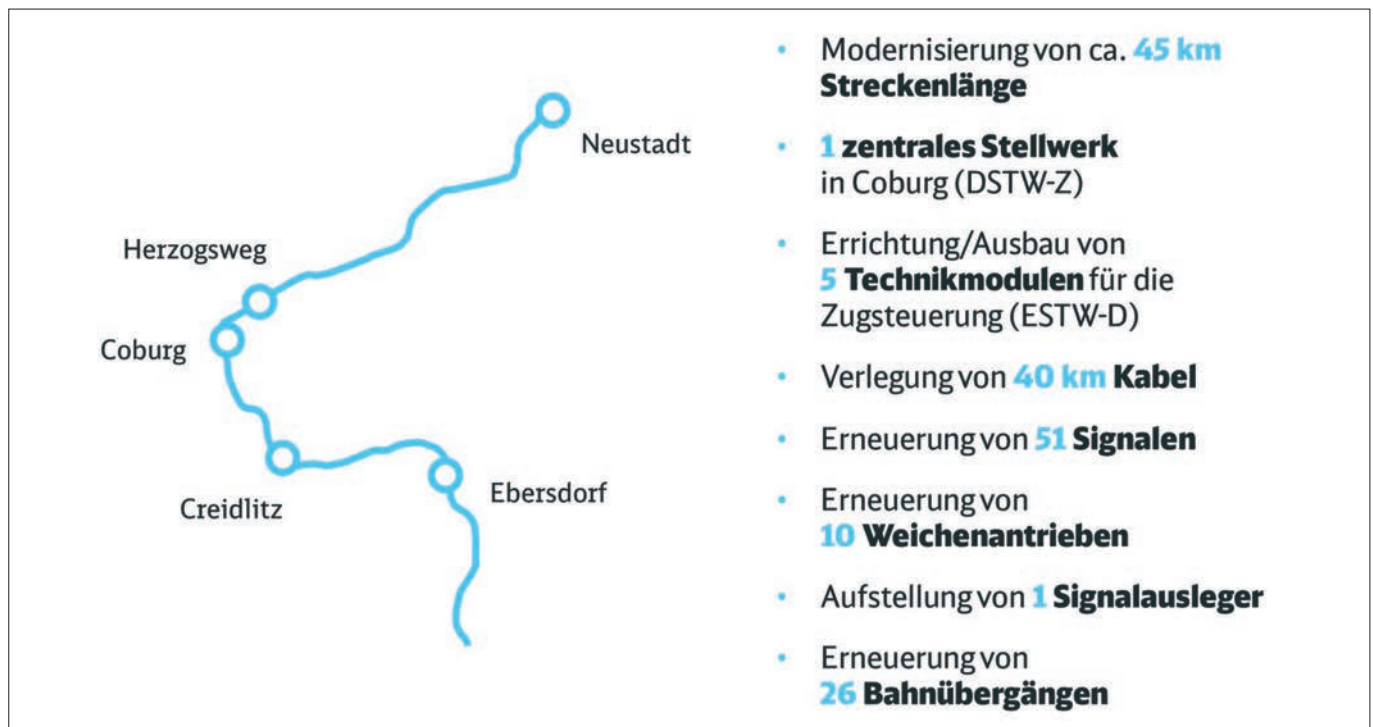 Neustadt
Herzogsweg
Coburg
Creidlitz
Ebersdorf
• Modernisierung von ca. 45 km
Streckenlänge
• 1 zentrales Stellwerk
in Coburg (DSTW-Z)
• Errichtung/Ausbau von
5 Technikmodulen für die
Zugsteuerung (ESTW-D)
• Verlegung von 40 km Kabel
• Erneuerung von 51 Signalen
• Erneuerung von
10 Weichenantrieben
• Aufstellung von 1 Signalausleger
• Erneuerung von
26 Bahnübergängen